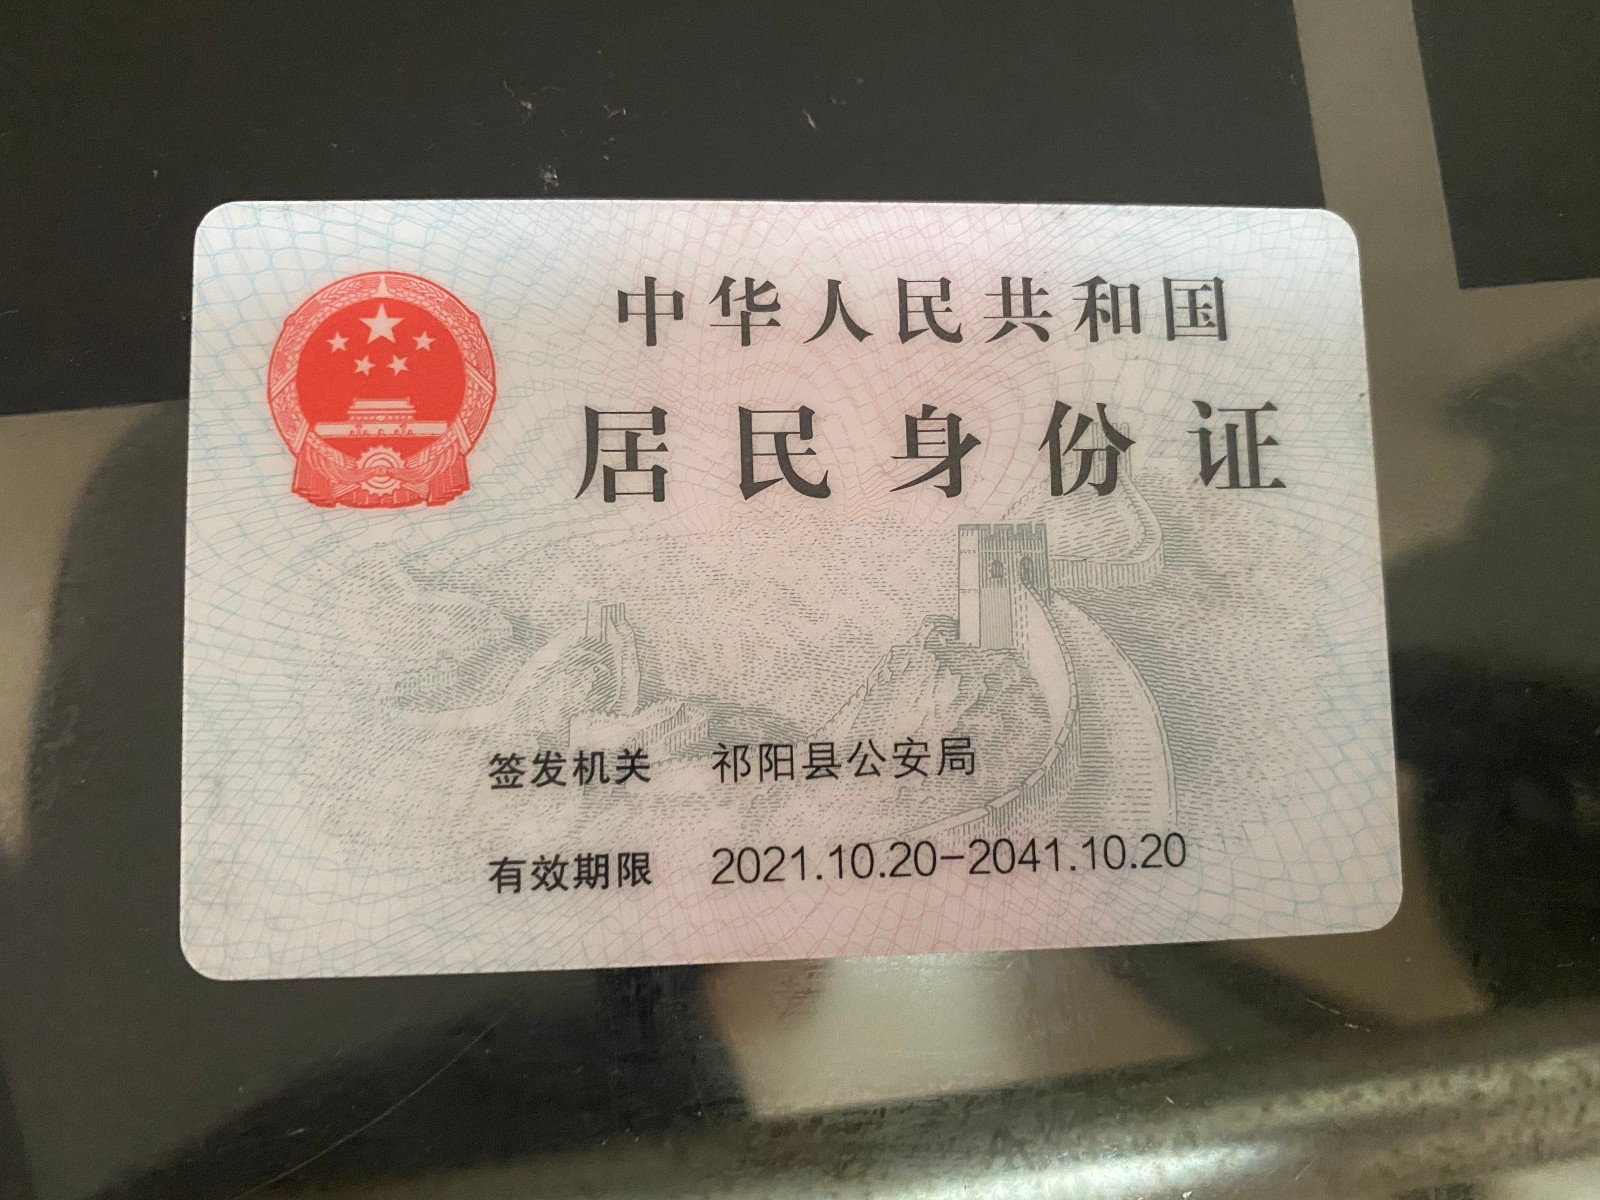 中华人民共和国
居民身份证
签发机关 祁阳县公安局
有效期限 2021.10.20-2041.10.20